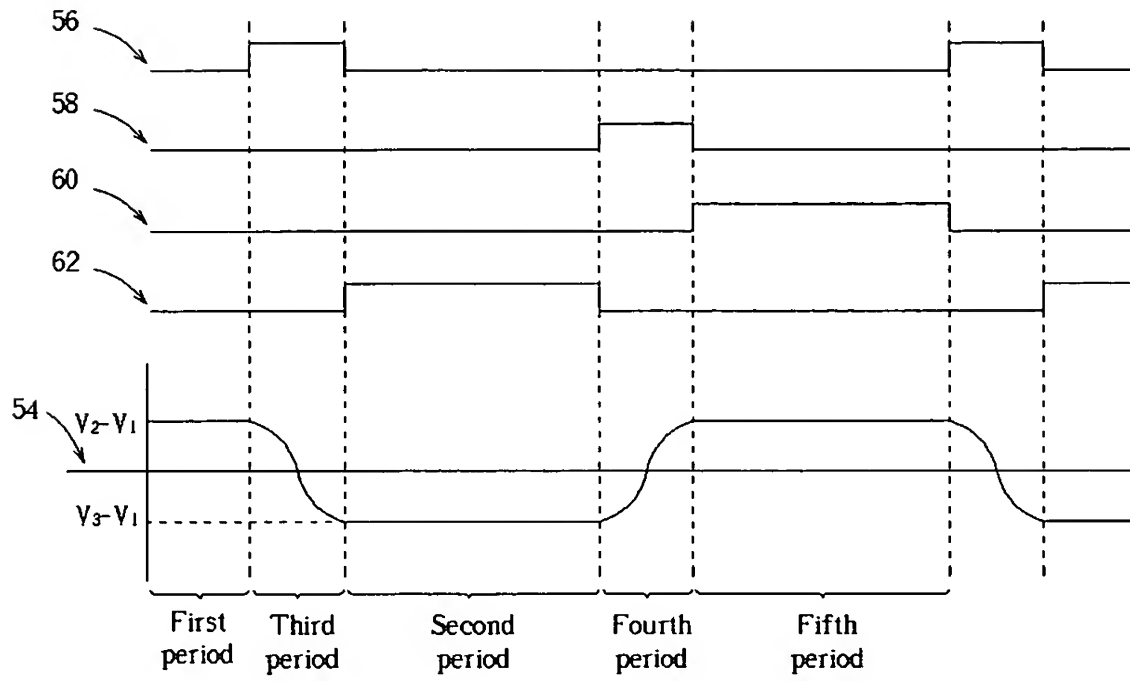 56
58
60
62
54
V2-V1
V3-V1
First period
Third period
Second period
Fourth period
Fifth period